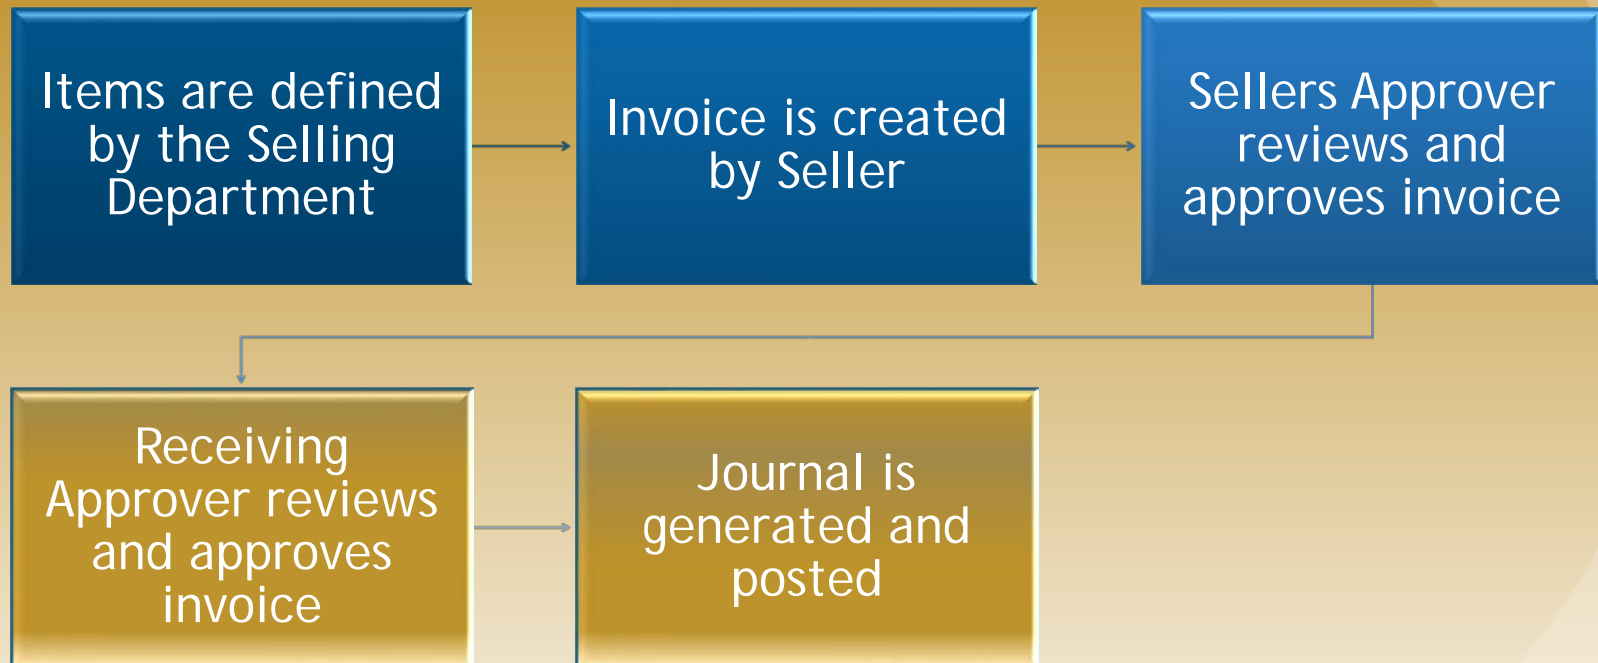 Items are defined
by the Selling
Department
Invoice is created
by Seller
Sellers Approver
reviews and
approves invoice
Receiving
Approver reviews
and approves
invoice
Journal is
generated and
posted